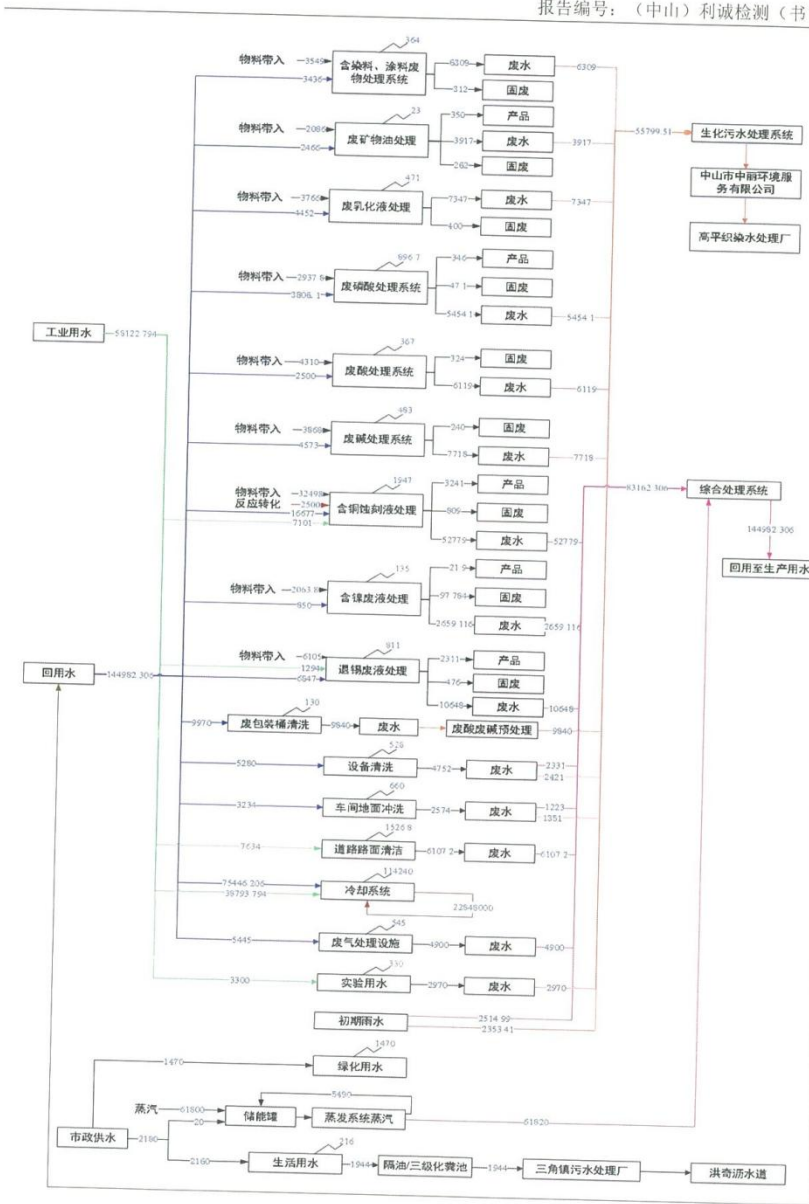 报告编号：（中山）利诚检测（书
364
物料带入 3549 含染料、涂料废物处理系统 6309 废水 6309
3436 312 固废
23
物料带入 2086 废矿物油处理 350 产品
2466 3917 废水 3917
282 固废
55799.51 生化污水处理系统
中山市中丽环境服务有限公司
高平织染水处理厂
471
物料带入 3766 废乳化液处理 7347 废水 7347
4452 400 固废
896.7
物料带入 2937.8 废磷酸处理系统 346 产品
3806.1 47.1 固废
5454.1 废水 5454.1
工业用水 58122.794
367
物料带入 4310 废酸处理系统 324 固废
2500 6119 废水 6119
483
物料带入 3868 废碱处理系统 240 固废
4573 7718 废水 7718
1947
物料带入 32498 含铜蚀刻液处理 3241 产品
反应转化 2500 809 固废
16677
7101 52779 废水 52779
83162.306 综合处理系统
144982.306
回用至生产用水
135
物料带入 2063.8 含镍废液处理 21.9 产品
850 97.784 固废
2659.116 废水 2659.116
811
物料带入 6105 退锡废液处理 2311 产品
1294 476 固废
6847 10648 废水 10648
回用水 144982.306
130
9970 废包装桶清洗 9840 废水 废酸废碱预处理 9840
528
5280 设备清洗 4752 废水 2331
2421
660
3234 车间地面冲洗 2574 废水 1223
1351
1526.8
7634 道路路面清洁 6107.2 废水 6107.2
114240
75446.206 冷却系统
38793.794 22848000
545
5445 废气处理设施 4900 废水 4900
330
3300 实验用水 2970 废水 2970
初期雨水 2514.99
2353.41
1470
1470 绿化用水
5490
蒸汽 61800 储能罐 蒸发系统蒸汽 61820
20
市政供水 2180
216
2160 生活用水 1944 隔油/三级化粪池 1944 三角镇污水处理厂 洪奇沥水道